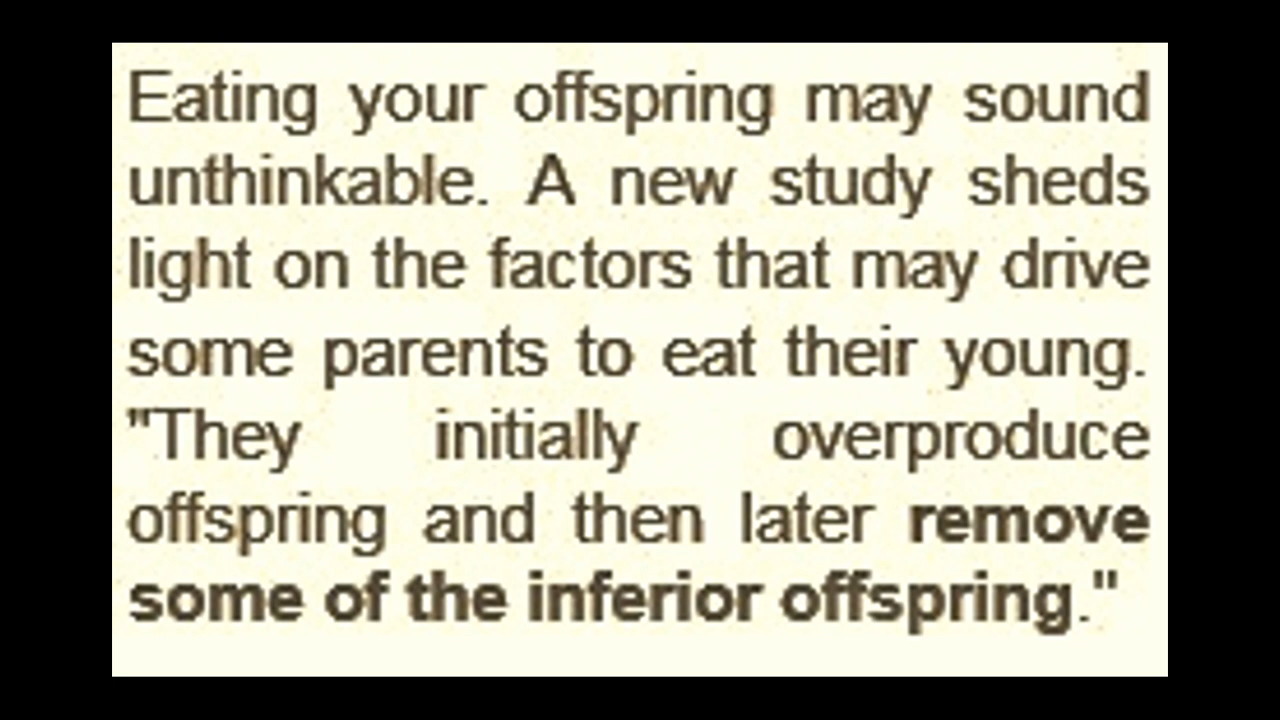 Eating your offspring may sound
unthinkable. A new study sheds
light on the factors that may drive
some parents to eat their young.
"They initially overproduce
offspring and then later remove
some of the inferior offspring."